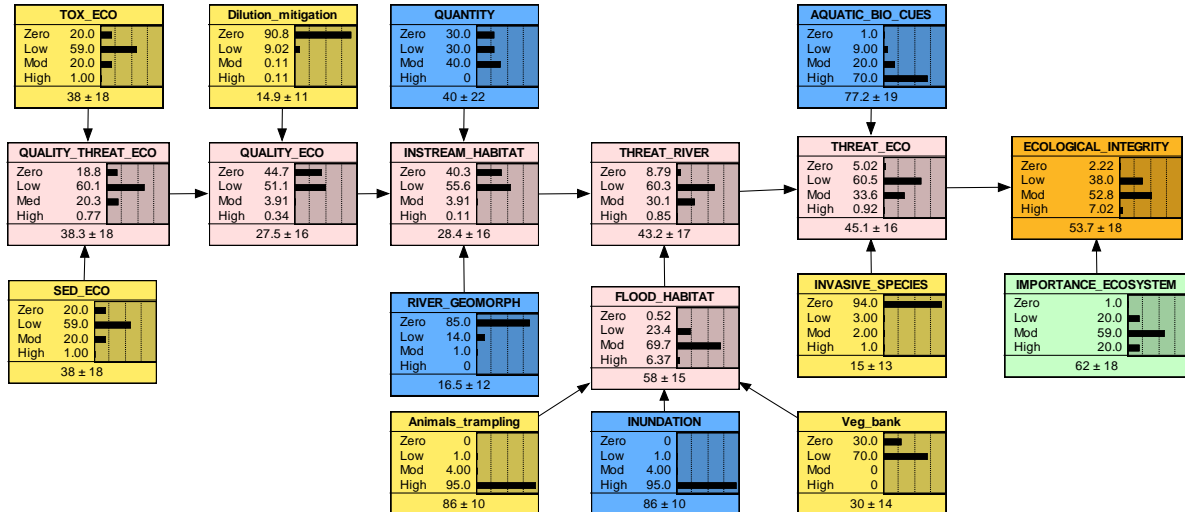 TOX_ECO
Zero 20.0
Low 59.0
Mod 20.0
High 1.00
38 ± 18
Dilution_mitigation
Zero 90.8
Low 9.02
Mod 0.11
High 0.11
14.9 ± 11
QUANTITY
Zero 30.0
Low 30.0
Mod 40.0
High 0
40 ± 22
AQUATIC_BIO_CUES
Zero 1.0
Low 9.00
Mod 20.0
High 70.0
77.2 ± 19
QUALITY_THREAT_ECO
Zero 18.8
Low 60.1
Med 20.3
High 0.77
38.3 ± 18
QUALITY_ECO
Zero 44.7
Low 51.1
Mod 3.91
High 0.34
27.5 ± 16
INSTREAM_HABITAT
Zero 40.3
Low 55.6
Mod 3.91
High 0.11
28.4 ± 16
THREAT_RIVER
Zero 8.79
Low 60.3
Mod 30.1
High 0.85
43.2 ± 17
THREAT_ECO
Zero 5.02
Low 60.5
Mod 33.6
High 0.92
45.1 ± 16
ECOLOGICAL_INTEGRITY
Zero 2.22
Low 38.0
Mod 52.8
High 7.02
53.7 ± 18
SED_ECO
Zero 20.0
Low 59.0
Mod 20.0
High 1.00
38 ± 18
RIVER_GEOMORPH
Zero 85.0
Low 14.0
Mod 1.0
High 0
16.5 ± 12
FLOOD_HABITAT
Zero 0.52
Low 23.4
Mod 69.7
High 6.37
58 ± 15
INVASIVE_SPECIES
Zero 94.0
Low 3.00
Mod 2.00
High 1.0
15 ± 13
IMPORTANCE_ECOSYSTEM
Zero 1.0
Low 20.0
Mod 59.0
High 20.0
62 ± 18
Animals_trampling
Zero 0
Low 1.0
Mod 4.00
High 95.0
86 ± 10
INUNDATION
Zero 0
Low 1.0
Mod 4.00
High 95.0
86 ± 10
Veg_bank
Zero 30.0
Low 70.0
Mod 0
High 0
30 ± 14